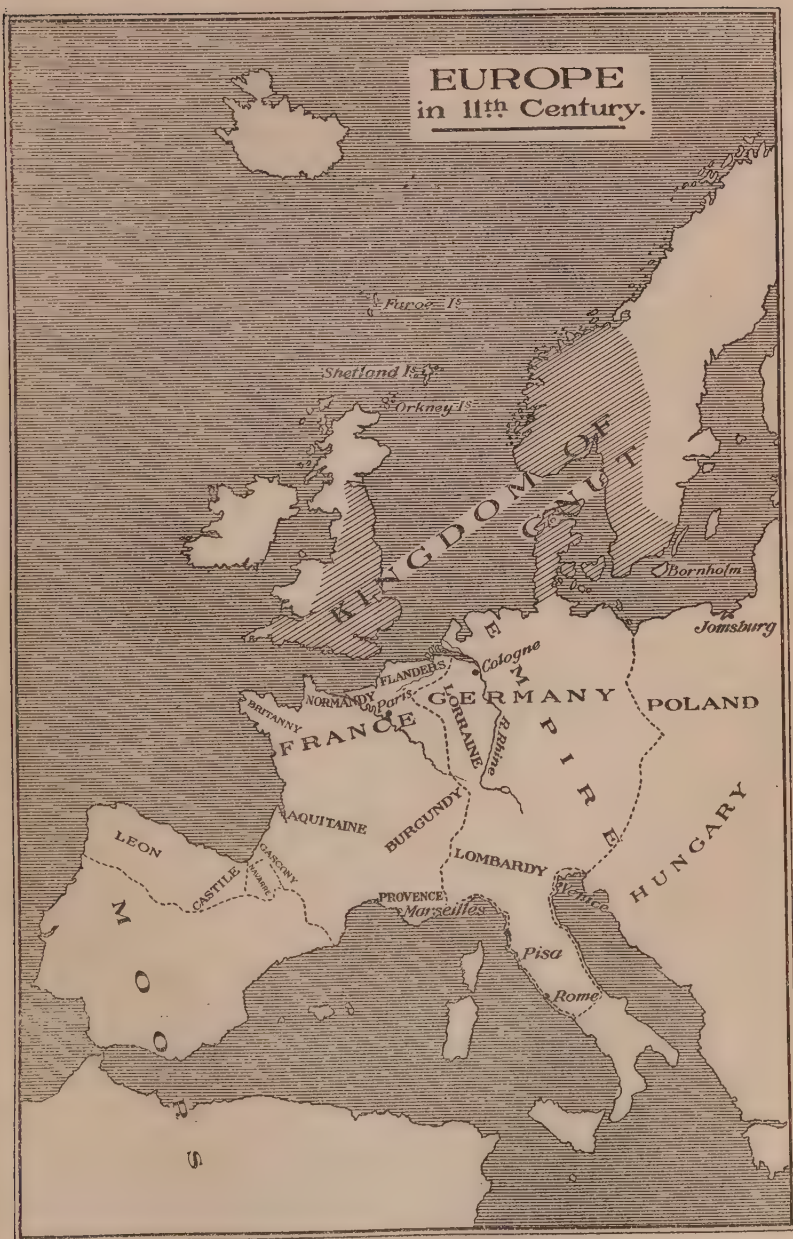 EUROPE
in 11th Century.
Faroe Is
Shetland Is
Orkney Is
KINGDOM OF
CNUT
Bornholm
Jomsburg
EMPIRE
Cologne
FLANDERS
NORMANDY
Paris
BRITANNY
FRANCE
LORRAINE
GERMANY
R. Rhine
POLAND
AQUITAINE
BURGUNDY
LOMBARDY
HUNGARY
LEON
CASTILE
NAVARRE
GASCONY
PROVENCE
Marseilles
Venice
MOORS
Pisa
Rome